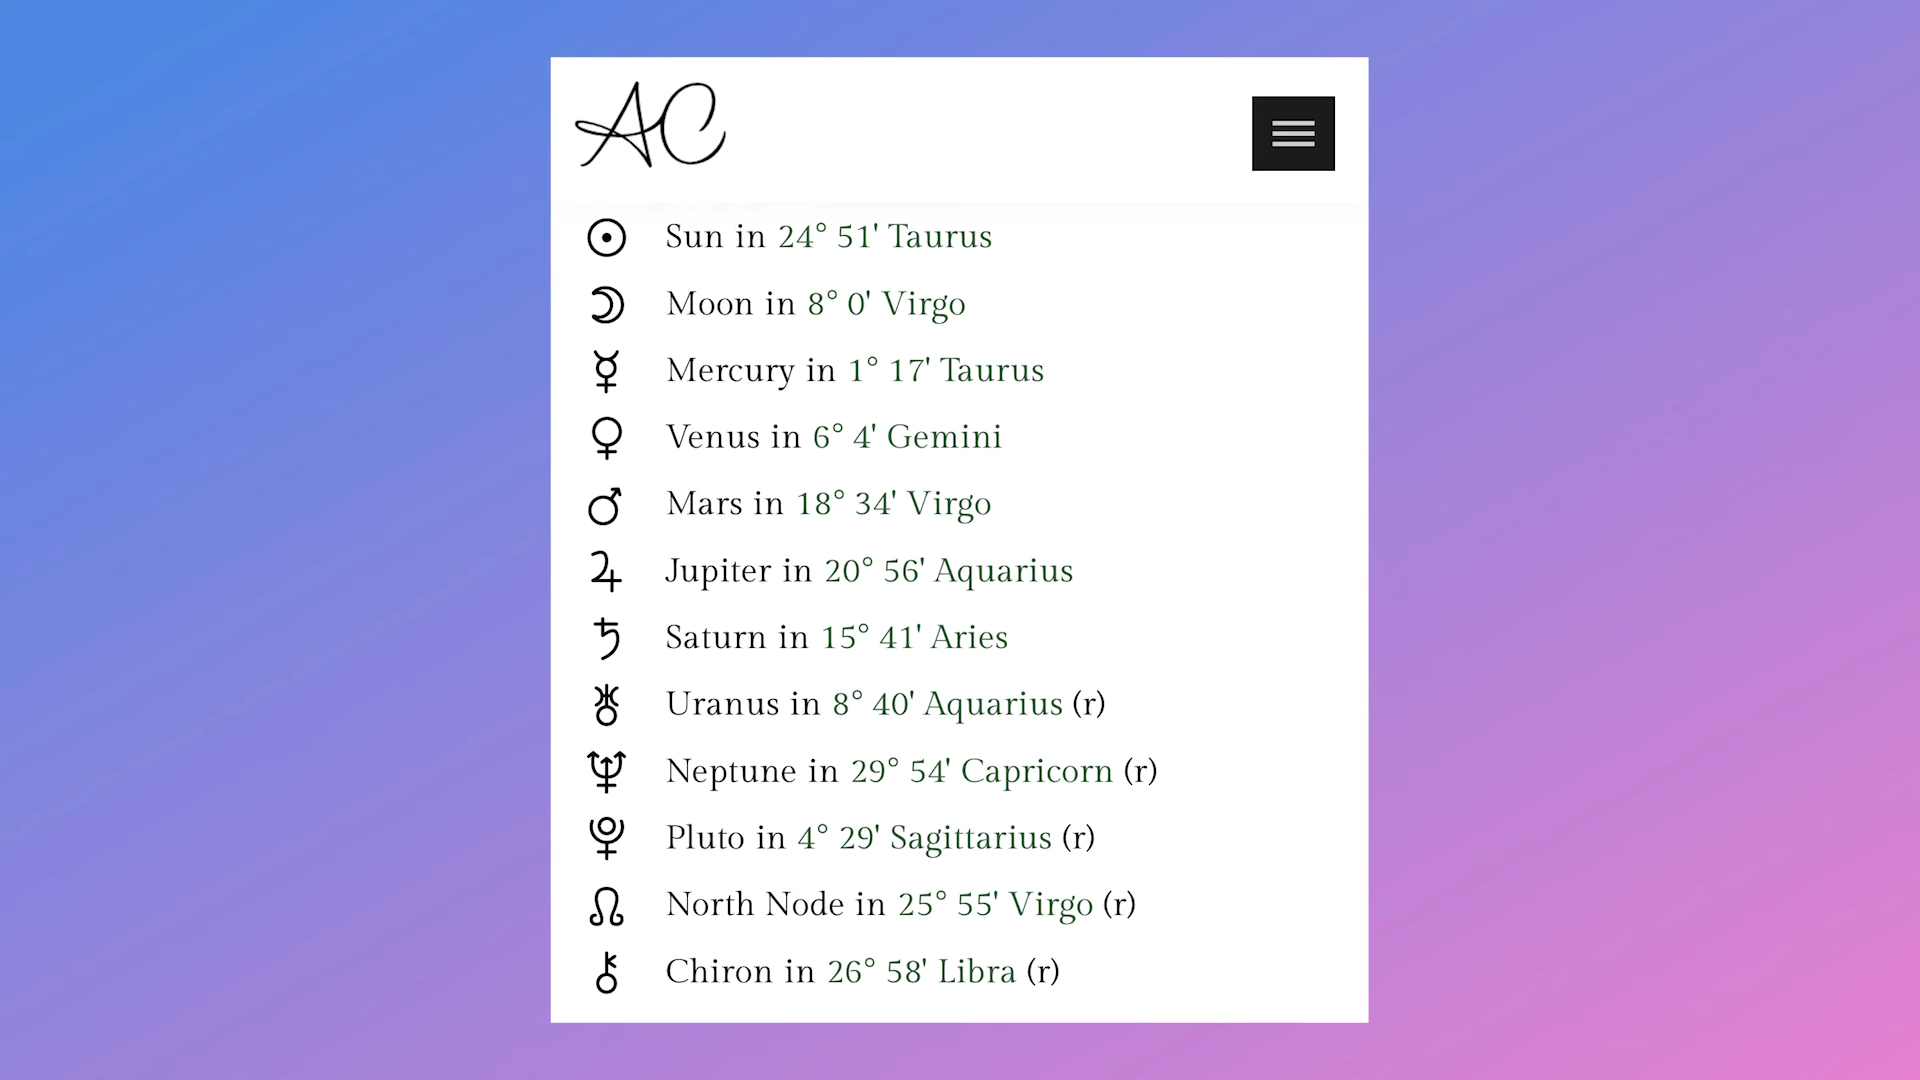 AC
Sun in 24° 51' Taurus
Moon in 8° 0' Virgo
Mercury in 1° 17' Taurus
Venus in 6° 4' Gemini
Mars in 18° 34' Virgo
Jupiter in 20° 56' Aquarius
Saturn in 15° 41' Aries
Uranus in 8° 40' Aquarius (r)
Neptune in 29° 54' Capricorn (r)
Pluto in 4° 29' Sagittarius (r)
North Node in 25° 55' Virgo (r)
Chiron in 26° 58' Libra (r)